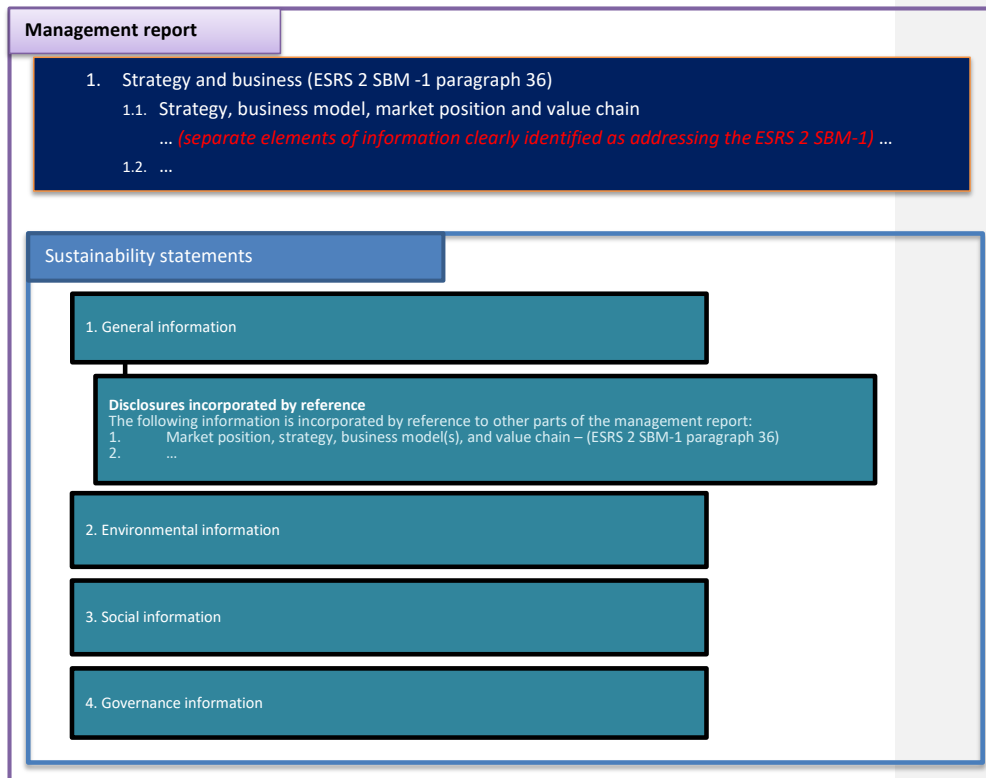 Management report
1. Strategy and business (ESRS 2 SBM -1 paragraph 36)
1.1. Strategy, business model, market position and value chain
... (separate elements of information clearly identified as addressing the ESRS 2 SBM-1) ...
1.2. ...
Sustainability statements
1. General information
Disclosures incorporated by reference
The following information is incorporated by reference to other parts of the management report:
1. Market position, strategy, business model(s), and value chain – (ESRS 2 SBM-1 paragraph 36)
2. ...
2. Environmental information
3. Social information
4. Governance information